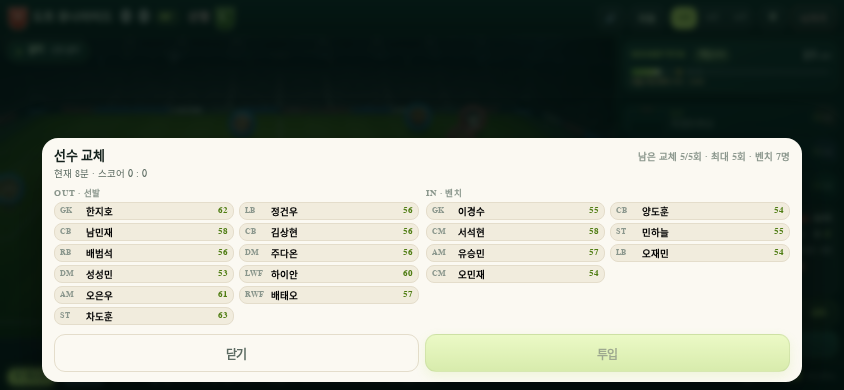 선수 교체
현재 8분 · 스코어 0 : 0
남은 교체 5/5회 · 최대 5회 · 벤치 7명
OUT · 선발
GK 한지호 62
LB 정건우 56
CB 남민재 58
CB 김상현 56
RB 배범석 56
DM 주다온 56
DM 성성민 53
LWF 하이안 60
AM 오은우 61
RWF 배태오 57
ST 차도훈 63
IN · 벤치
GK 이경수 55
CB 양도훈 54
CM 서석현 58
ST 민하늘 55
AM 유승민 57
LB 오재민 54
CM 오민재 54
닫기
투입